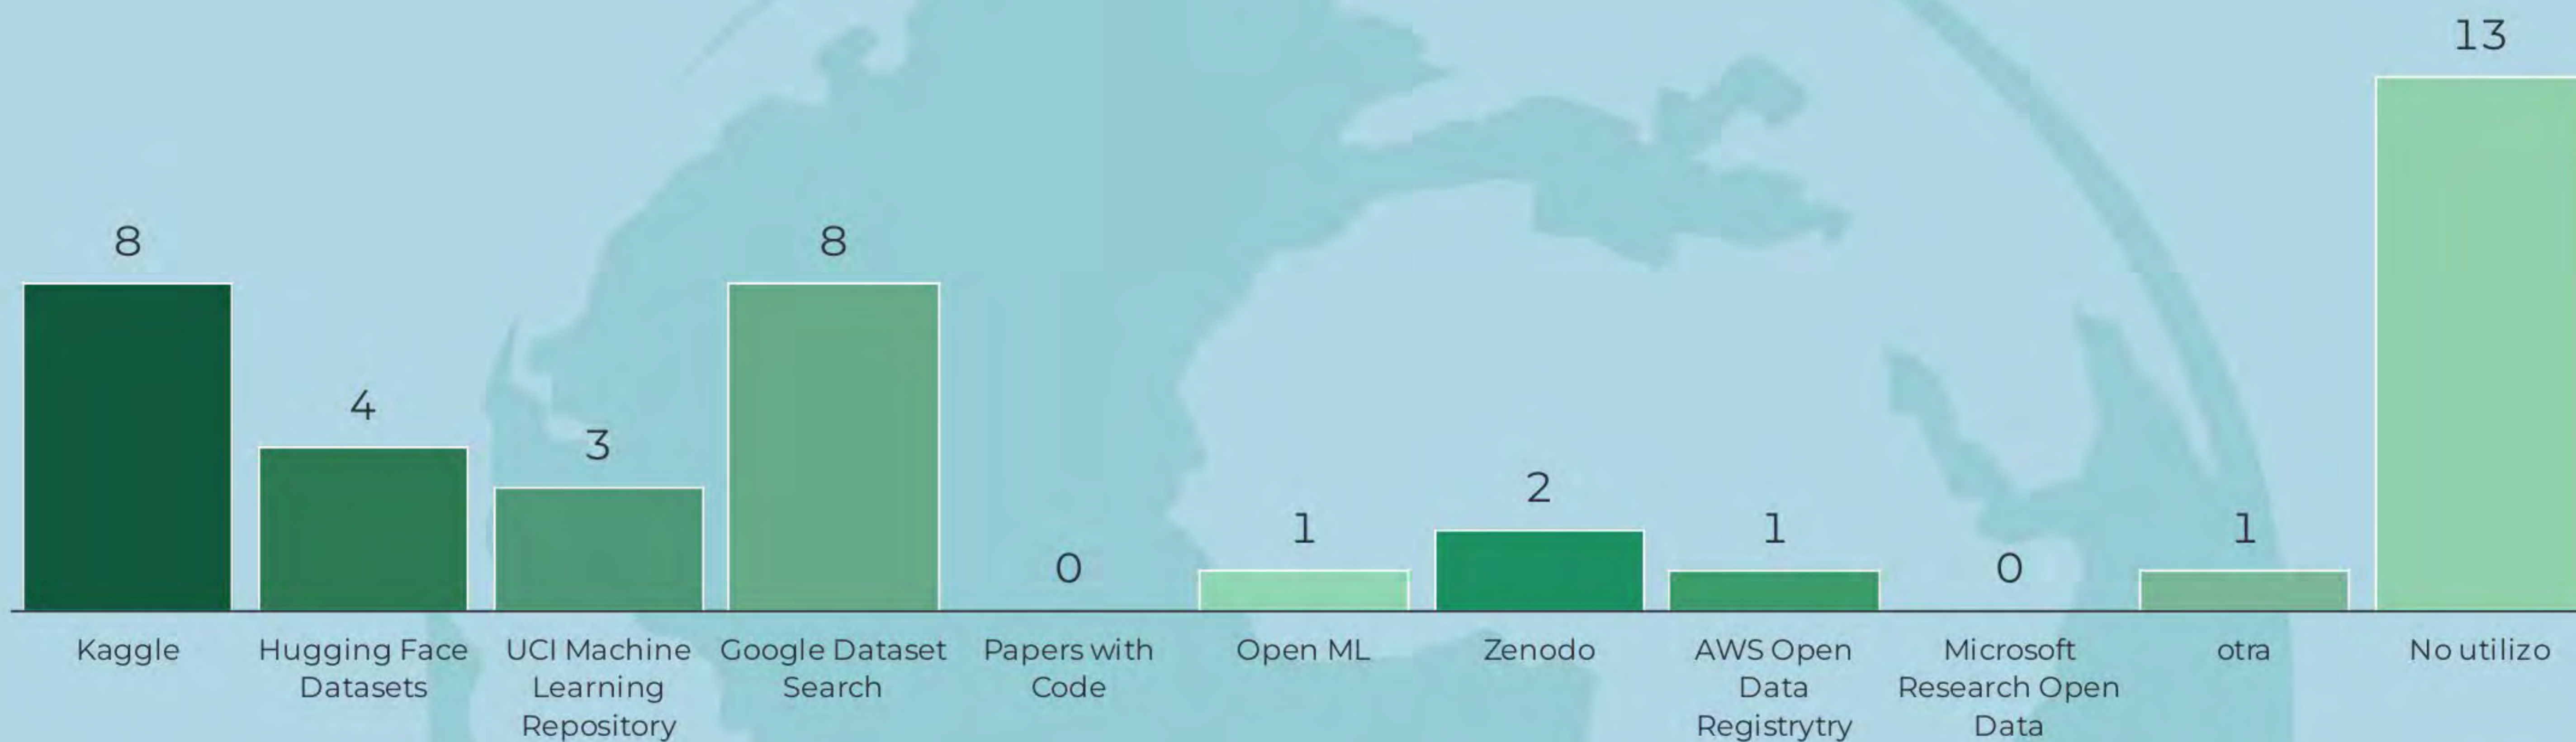 13
8
8
4
3
2
1
1
1
0
0
Kaggle
Hugging Face
Datasets
UCI Machine
Learning
Repository
Google Dataset
Search
Papers with
Code
Open ML
Zenodo
AWS Open
Data
Registrytry
Microsoft
Research Open
Data
otra
No utilizo